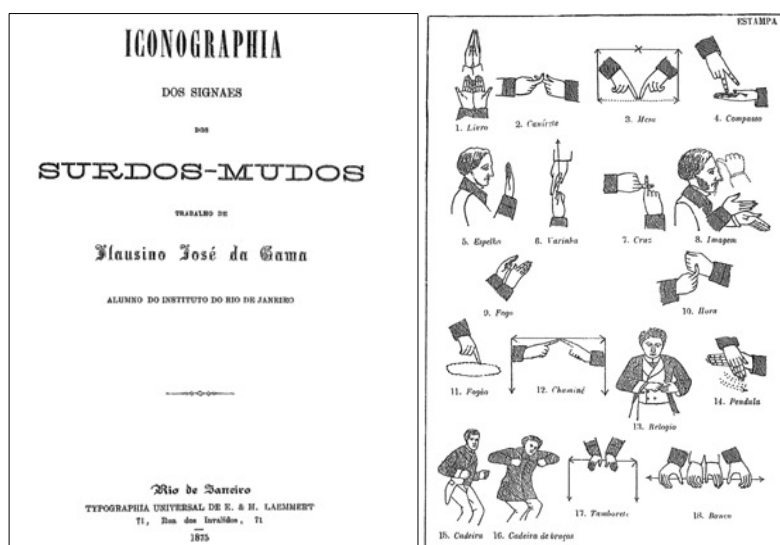 ICONOGRAPHIA
DOS SIGNAES
DOS
SURDOS-MUDOS
TRABALHO DE
Flausino José da Gama
ALUMNO DO INSTITUTO DO RIO DE JANEIRO
Rio de Janeiro
TYPOGRAPHIA UNIVERSAL DE E. & H. LAEMMERT
71, Rua dos Invalidos, 71
1875
ESTAMPA
1. Livro
2. Canivete
3. Mesa
4. Compasso
5. Espelho
6. Varinha
7. Cruz
8. Imagem
9. Fogo
10. Hora
11. Fogão
12. Chaminé
13. Relogio
14. Pendula
15. Cadeira
16. Cadeira de braços
17. Tamborete
18. Banco